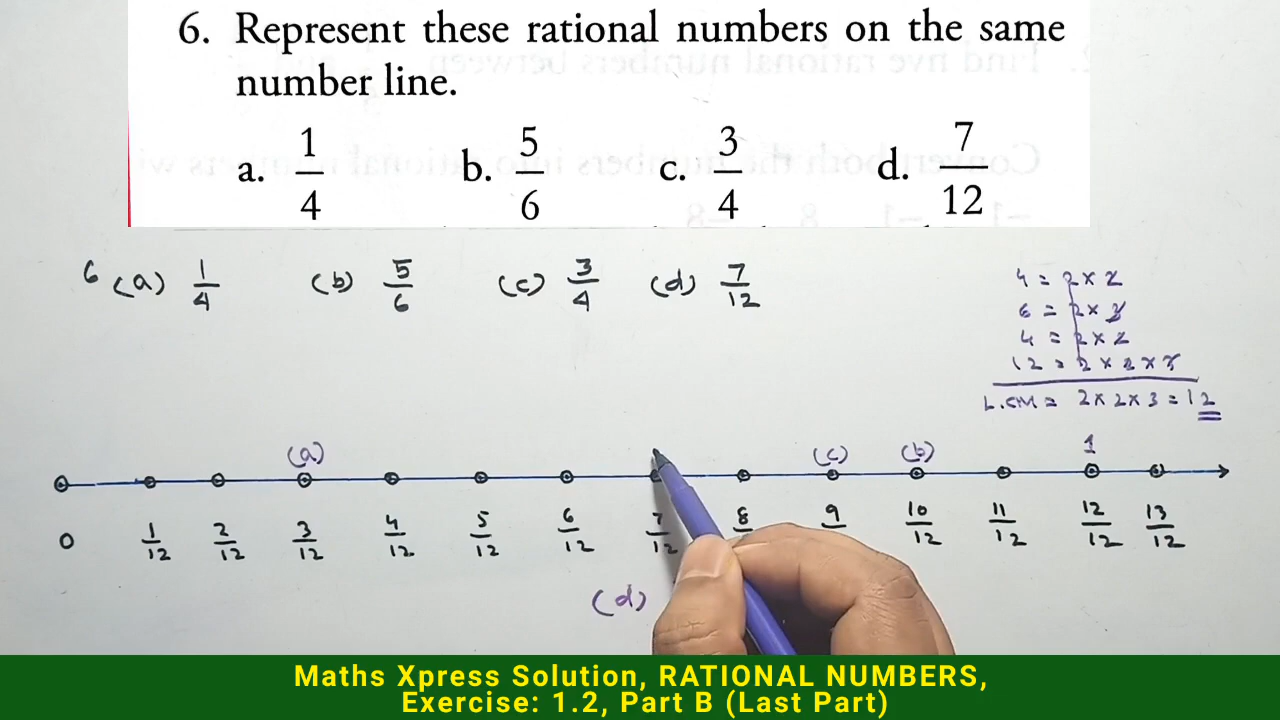 6. Represent these rational numbers on the same
number line.
a. 1/4 b. 5/6 c. 3/4 d. 7/12
6 (a) 1/4 (b) 5/6 (c) 3/4 (d) 7/12
4 = 2 × 2
6 = 2 × 3
4 = 2 × 2
12 = 2 × 2 × 3
L.CM = 2 × 2 × 3 = 12
(a) (c) (b) 1
0 1/12 2/12 3/12 4/12 5/12 6/12 7/12 8 9 10/12 11/12 12/12 13/12
(d)
Maths Xpress Solution, RATIONAL NUMBERS,
Exercise: 1.2, Part B (Last Part)